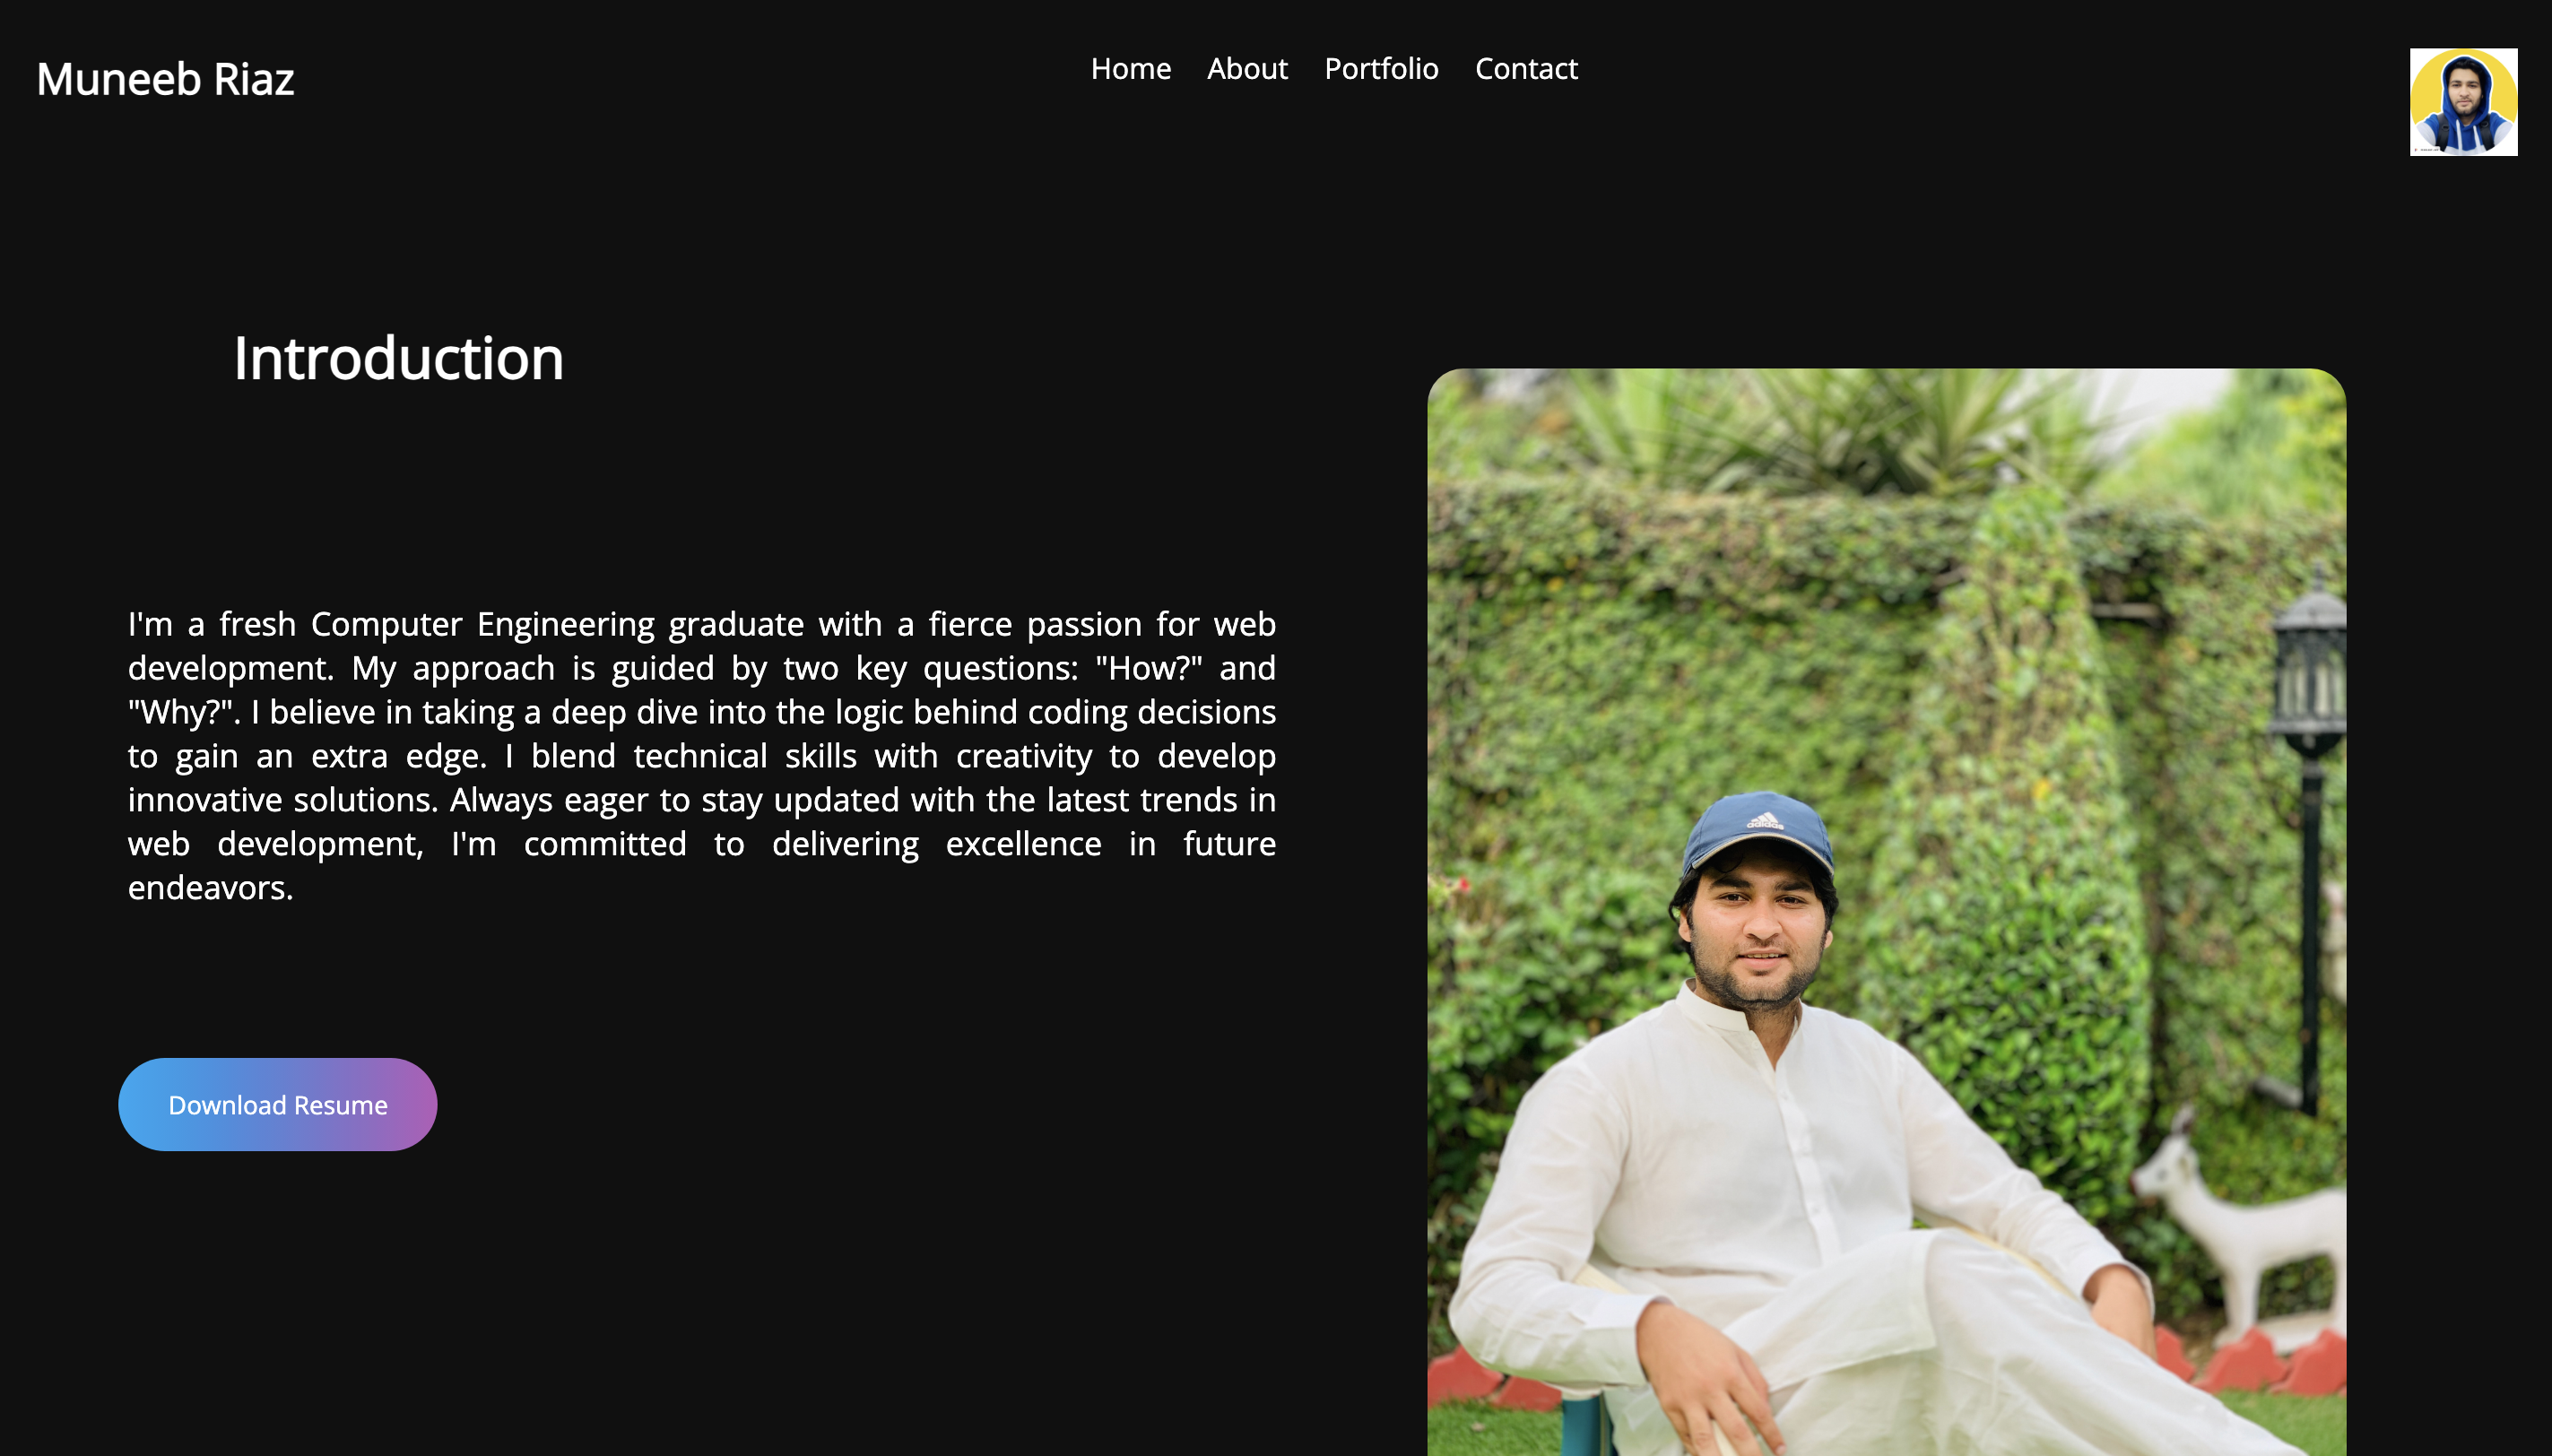 Muneeb Riaz
Home About Portfolio Contact
Introduction
I'm a fresh Computer Engineering graduate with a fierce passion for web
development. My approach is guided by two key questions: "How?" and
"Why?". I believe in taking a deep dive into the logic behind coding decisions
to gain an extra edge. I blend technical skills with creativity to develop
innovative solutions. Always eager to stay updated with the latest trends in
web development, I'm committed to delivering excellence in future
endeavors.
adidas
Download Resume